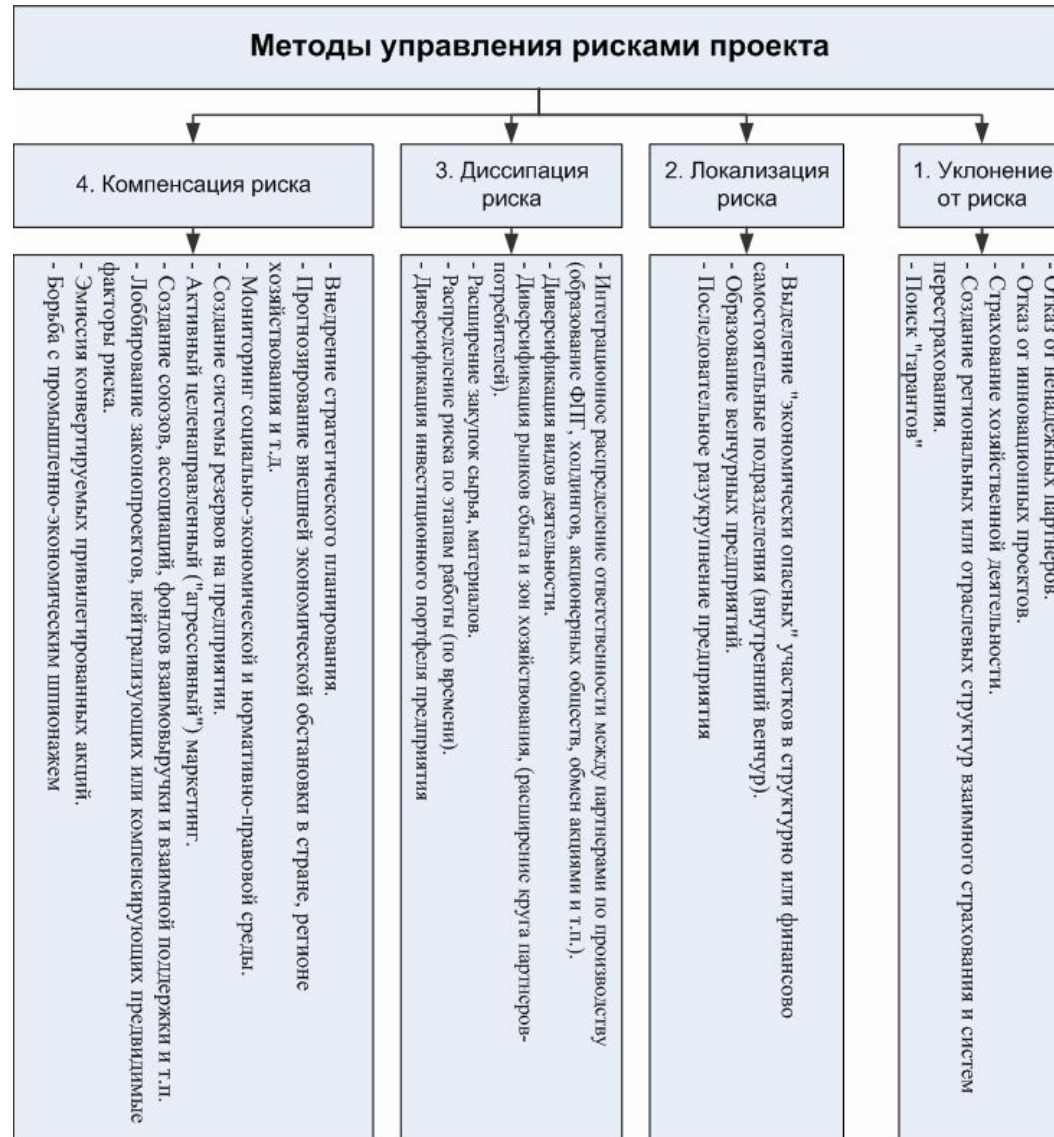 Методы управления рисками проекта
4. Компенсация риска
- Внедрение стратегического планирования.
- Прогнозирование внешней экономической обстановки в стране, регионе
хозяйствования и т.д.
- Мониторинг социально-экономической и нормативно-правовой среды.
- Создание системы резервов на предприятии.
- Активный целенаправленный ("агрессивный") маркетинг.
- Создание союзов, ассоциаций, фондов взаимовыручки и взаимной поддержки и т.п.
- Лоббирование законопроектов, нейтрализующих или компенсирующих предвидимые
факторы риска.
- Эмиссия конвертируемых привилегированных акций.
- Борьба с промышленно-экономическим шпионажем
3. Диссипация
риска
- Интеграционное распределение ответственности между партнерами по производству
(образование ФПГ, холдингов, акционерных обществ, обмен акциями и т.п.).
- Диверсификация видов деятельности.
- Диверсификация рынков сбыта и зон хозяйствования, (расширение круга партнеров-
потребителей).
- Расширение закупок сырья, материалов.
- Распределение риска по этапам работы (по времени).
- Диверсификация инвестиционного портфеля предприятия
2. Локализация
риска
- Выделение "экономически опасных" участков в структурно или финансово
самостоятельные подразделения (внутренний венчур).
- Образование венчурных предприятий.
- Последовательное разукрупнение предприятия
1. Уклонение
от риска
- Отказ от ненадежных партнеров.
- Отказ от инновационных проектов.
- Страхование хозяйственной деятельности.
- Создание региональных или отраслевых структур взаимного страхования и систем
перестрахования.
- Поиск "гарантов"